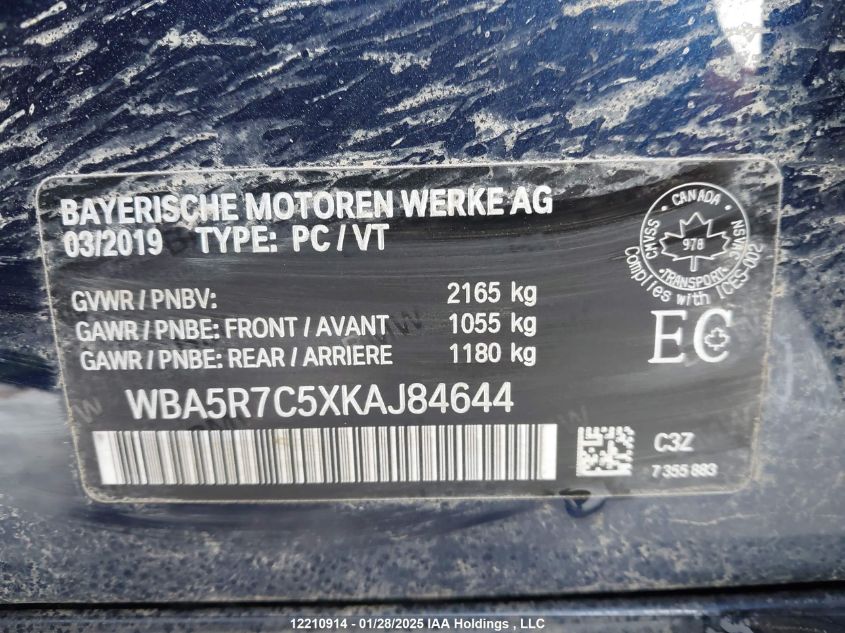 BAYERISCHE MOTOREN WERKE AG
03/2019 TYPE: PC / VT
GVWR / PNBV: 2165 kg
GAWR / PNBE: FRONT / AVANT 1055 kg
GAWR / PNBE: REAR / ARRIERE 1180 kg
CANADA
CMVSS
978
NSVAC
TRANSPORT
Complies with ICES-002
EC
WBA5R7C5XKAJ84644
C3Z
7 355 883
12210914 - 01/28/2025 IAA Holdings , LLC